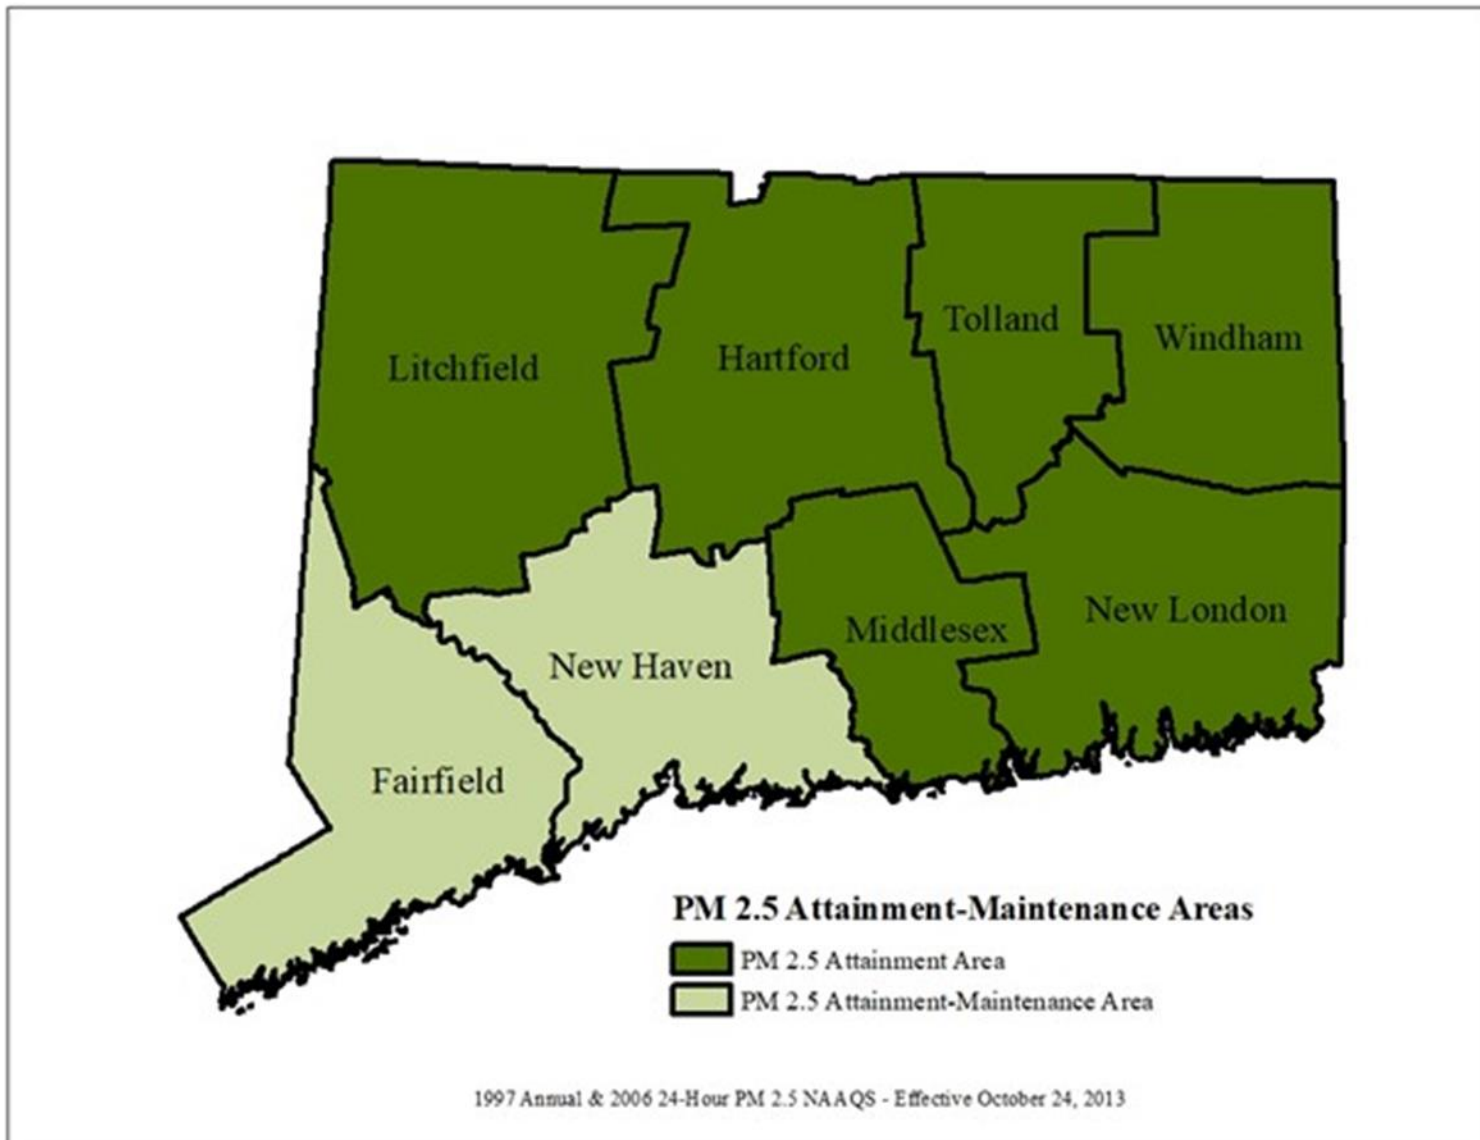 Tolland
Windham
Hartford
Litchfield
New London
Middlesex
New Haven
Fairfield
PM 2.5 Attainment-Maintenance Areas
PM 2.5 Attainment Area
PM 2.5 Attainment-Maintenance Area
1997 Annual & 2006 24-Hour PM 2.5 NAAQS - Effective October 24, 2013